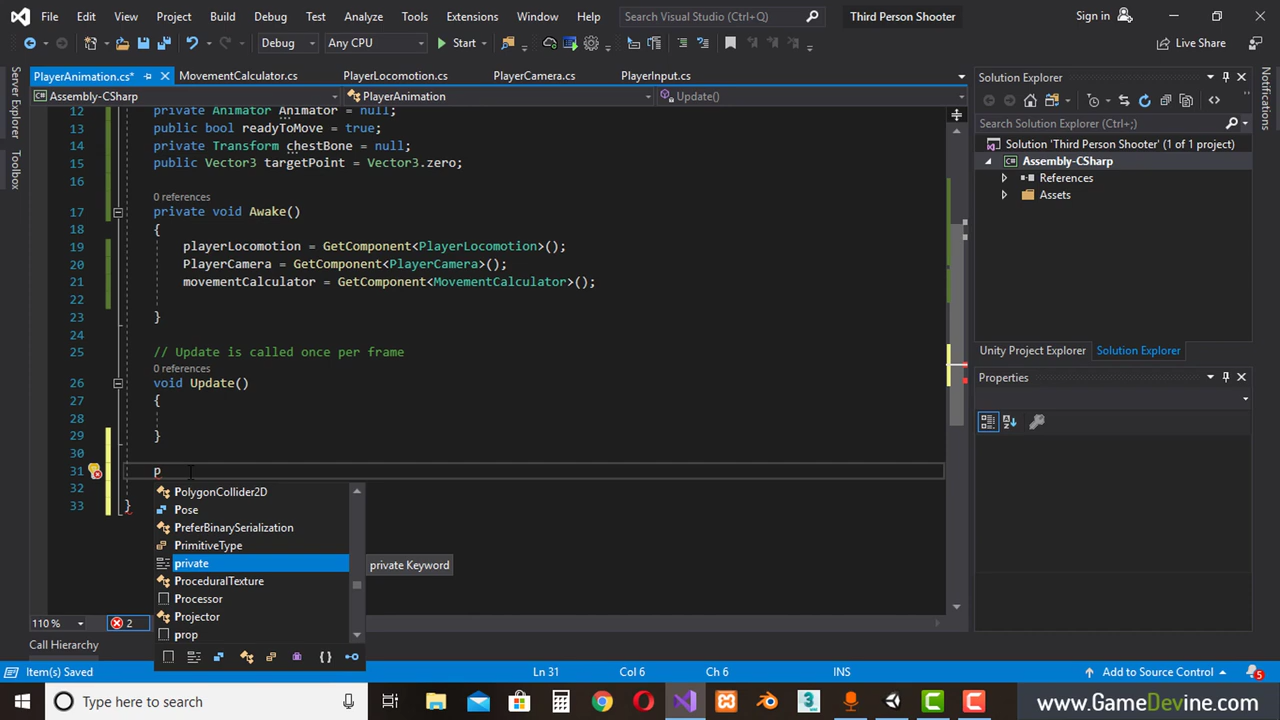 File Edit View Project Build Debug Test Analyze Tools Extensions Window Help Search Visual Studio (Ctrl+Q) Third Person Shooter Sign in
Debug Any CPU Start Live Share
Server Explorer
Toolbox
Notifications
PlayerAnimation.cs* MovementCalculator.cs PlayerLocomotion.cs PlayerCamera.cs PlayerInput.cs
Assembly-CSharp PlayerAnimation Update()
12 private Animator Animator = null;
13 public bool readyToMove = true;
14 private Transform chestBone = null;
15 public Vector3 targetPoint = Vector3.zero;
16
0 references
17 private void Awake()
18 {
19 playerLocomotion = GetComponent<PlayerLocomotion>();
20 PlayerCamera = GetComponent<PlayerCamera>();
21 movementCalculator = GetComponent<MovementCalculator>();
22
23 }
24
25 // Update is called once per frame
0 references
26 void Update()
27 {
28
29 }
30
31 p
32
33 }
PolygonCollider2D
Pose
PreferBinarySerialization
PrimitiveType
private
private Keyword
ProceduralTexture
Processor
Projector
prop
110 % 2
Call Hierarchy
Item(s) Saved Ln 31 Col 6 Ch 6 INS Add to Source Control 5
Solution Explorer
Search Solution Explorer (Ctrl+;)
Solution 'Third Person Shooter' (1 of 1 project)
Assembly-CSharp
References
Assets
Unity Project Explorer Solution Explorer
Properties
Type here to search
www.GameDevine.com